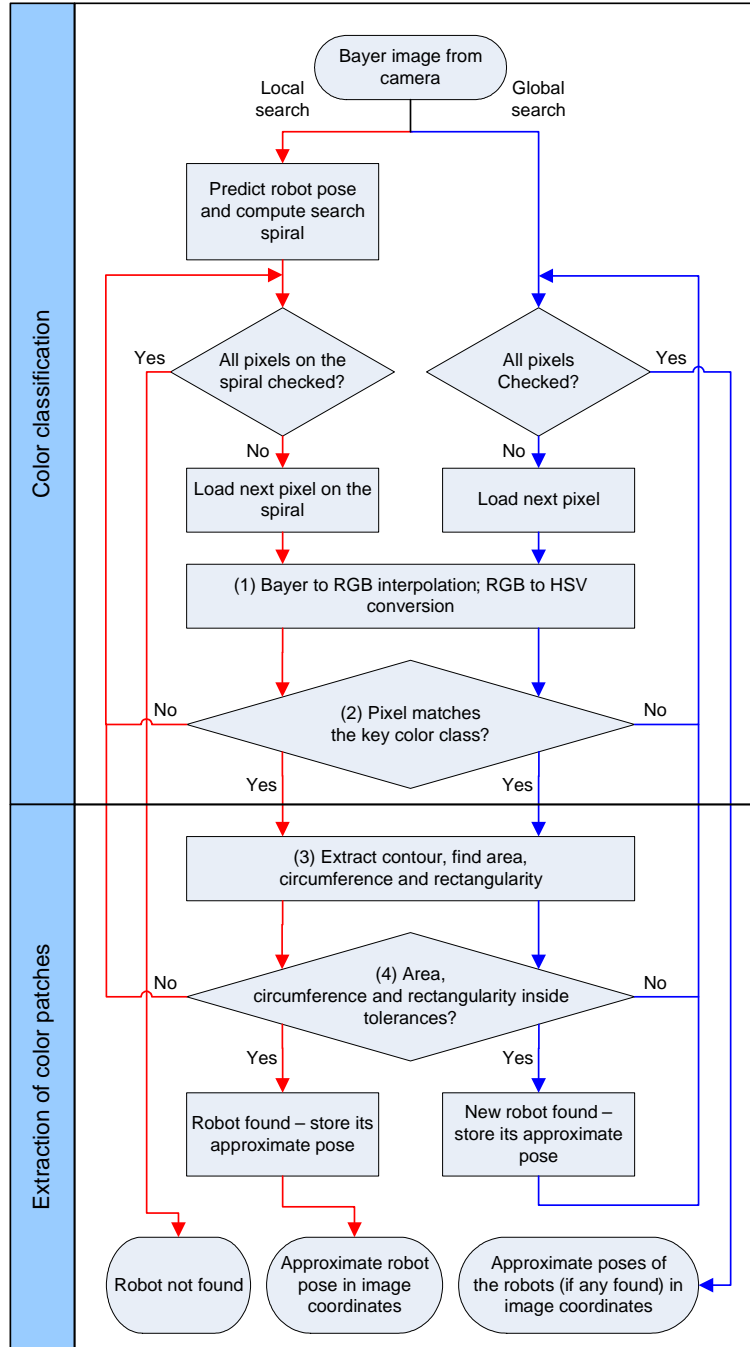 Bayer image from
camera
Local
search
Global
search
Predict robot pose
and compute search
spiral
Color classification
Yes
All pixels on the
spiral checked?
All pixels
Checked?
Yes
No
No
Load next pixel on the
spiral
Load next pixel
(1) Bayer to RGB interpolation; RGB to HSV
conversion
No
(2) Pixel matches
the key color class?
No
Yes
Yes
Extraction of color patches
(3) Extract contour, find area,
circumference and rectangularity
No
(4) Area,
circumference and rectangularity inside
tolerances?
No
Yes
Yes
Robot found – store its
approximate pose
New robot found –
store its approximate
pose
Robot not found
Approximate robot
pose in image
coordinates
Approximate poses of
the robots (if any found) in
image coordinates